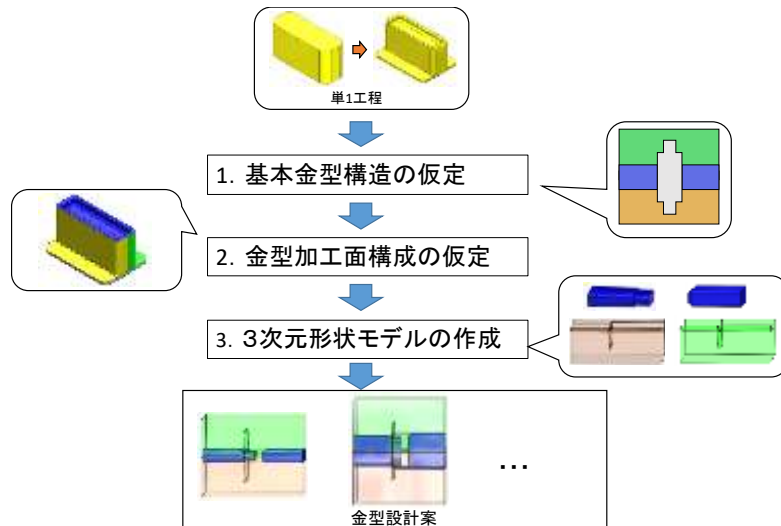 単1工程
1. 基本金型構造の仮定
2. 金型加工面構成の仮定
3. 3次元形状モデルの作成
…
金型設計案